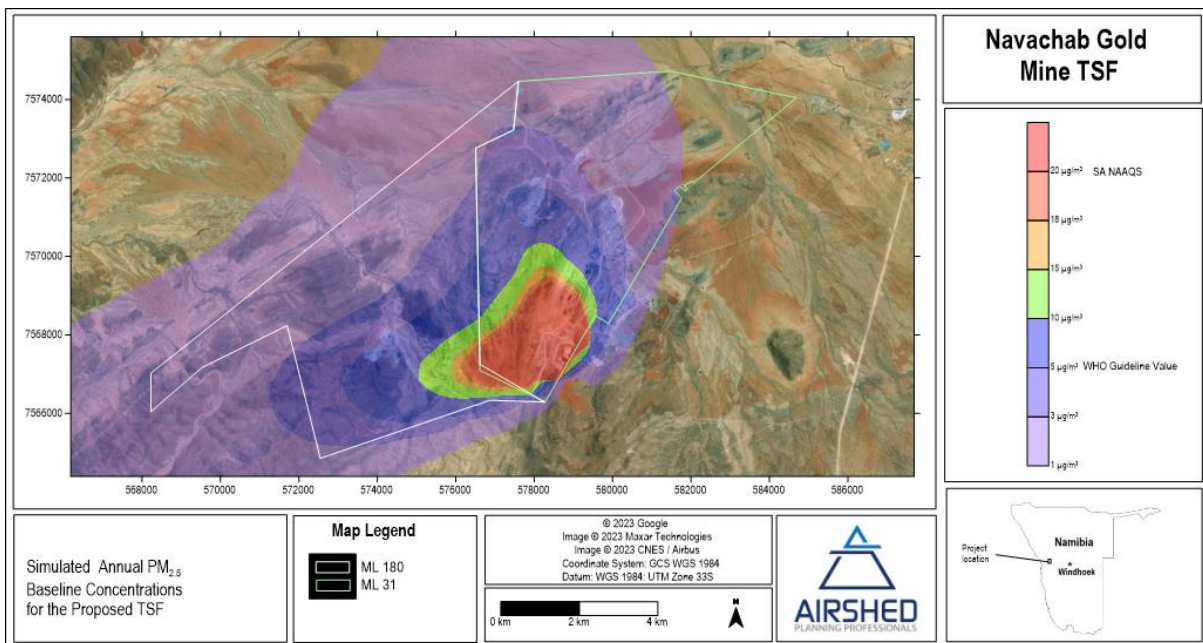 Navachab Gold
Mine TSF
7574000
7572000
7570000
7568000
7566000
568000 570000 572000 574000 576000 578000 580000 582000 584000 586000
20 µg/m³ SA NAAQS
18 µg/m³
15 µg/m³
10 µg/m³
5 µg/m³ WHO Guideline Value
3 µg/m³
1 µg/m³
Simulated Annual PM₂.₅
Baseline Concentrations
for the Proposed TSF
Map Legend
ML 180
ML 31
© 2023 Google
Image © 2023 Maxar Technologies
Image © 2023 CNES / Airbus
Coordinate System: GCS WGS 1984
Datum: WGS 1984: UTM Zone 33S
0 km 2 km 4 km
N
AIRSHED
PLANNING PROFESSIONALS
Project
location
Namibia
Windhoek